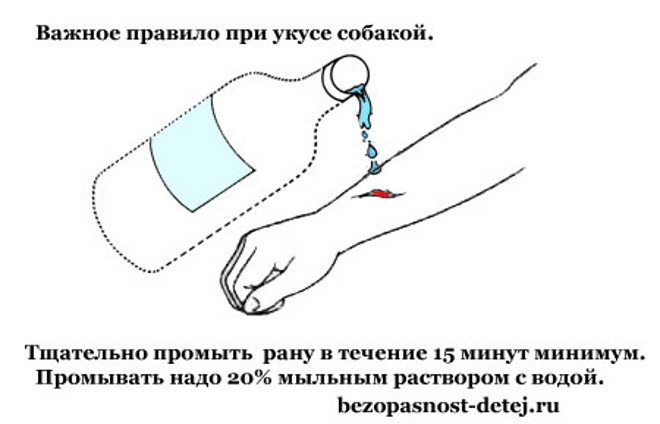 Важное правило при укусе собакой.
Тщательно промыть рану в течение 15 минут минимум.
Промывать надо 20% мыльным раствором с водой.
bezopasnost-detej.ru